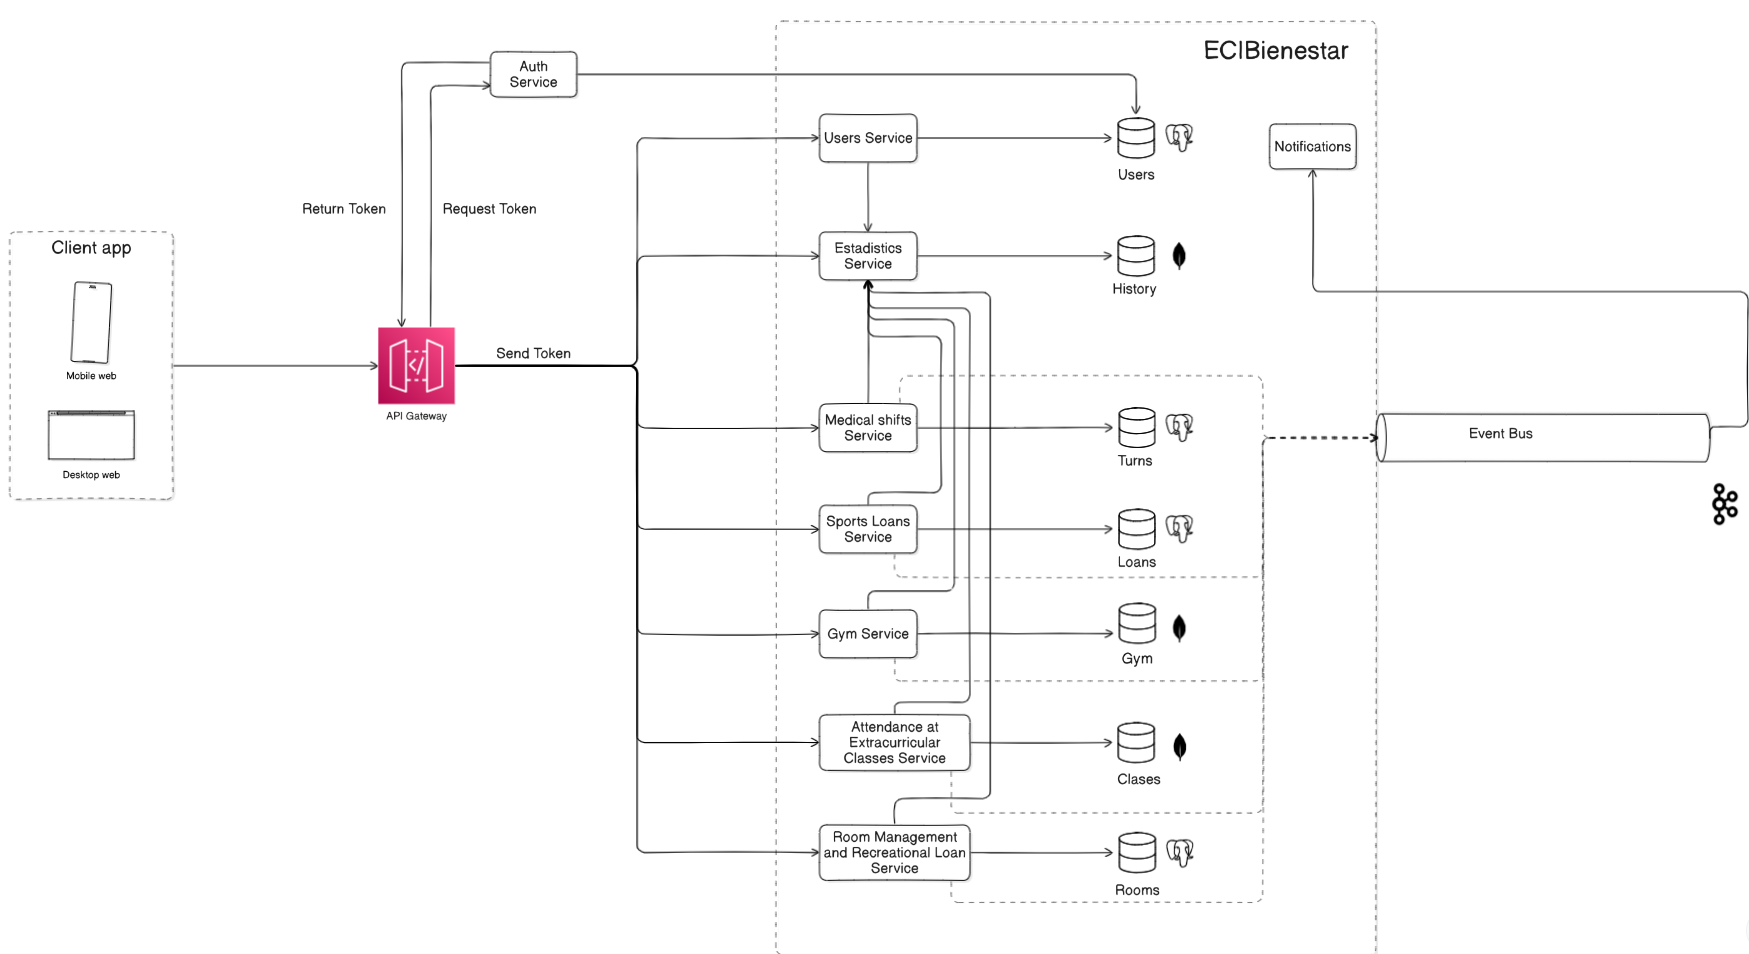 ECIBienestar
Auth
Service
Users Service
Users
Notifications
Return Token
Request Token
Client app
Estadistics
Service
History
Mobile web
Send Token
API Gateway
Desktop web
Medical shifts
Service
Turns
Event Bus
Sports Loans
Service
Loans
Gym Service
Gym
Attendance at
Extracurricular
Classes Service
Clases
Room Management
and Recreational Loan
Service
Rooms